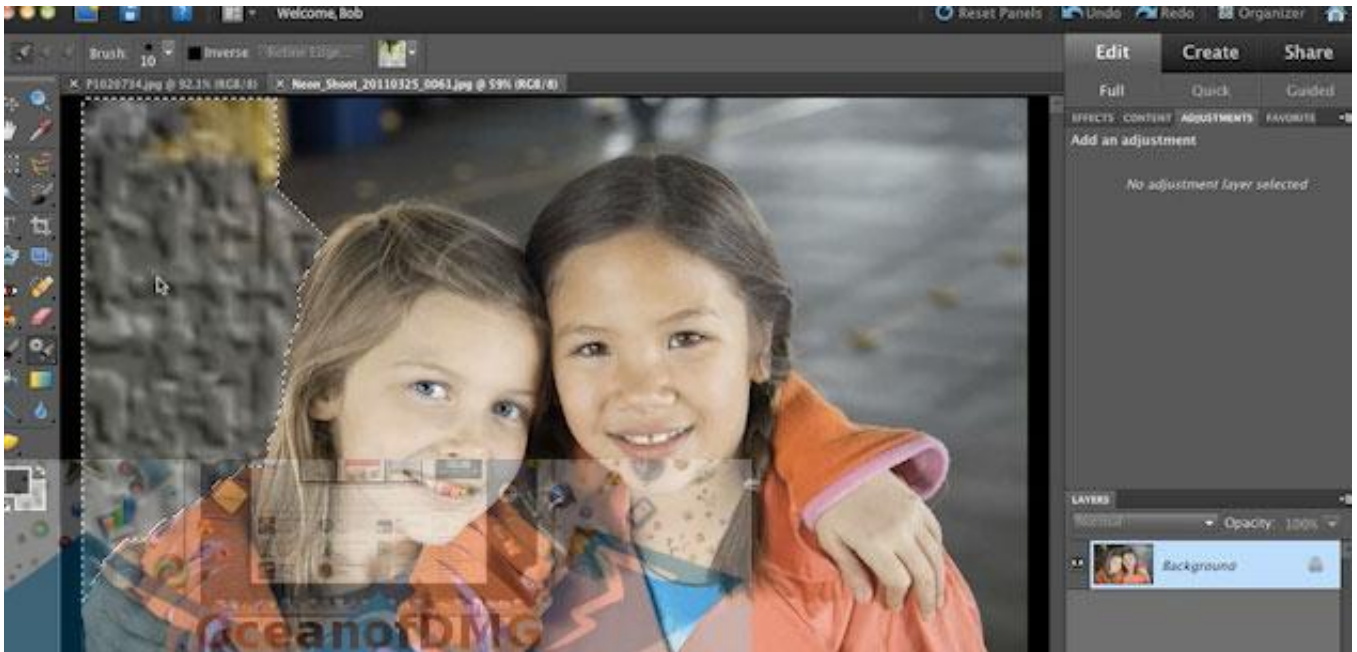 Welcome, Bob
Reset Panels Undo Redo Organizer
Brush: 10 Inverse Refine Edge...
Edit Create Share
× P1020734.jpg @ 92.1% (RGB/8) × Neon_Shoot_20110325_0061.jpg @ 59% (RGB/8)
Full Quick Guided
EFFECTS CONTENT ADJUSTMENTS FAVORITE
Add an adjustment
No adjustment layer selected
LAYERS
Normal Opacity: 100%
Background
OceanofDMG